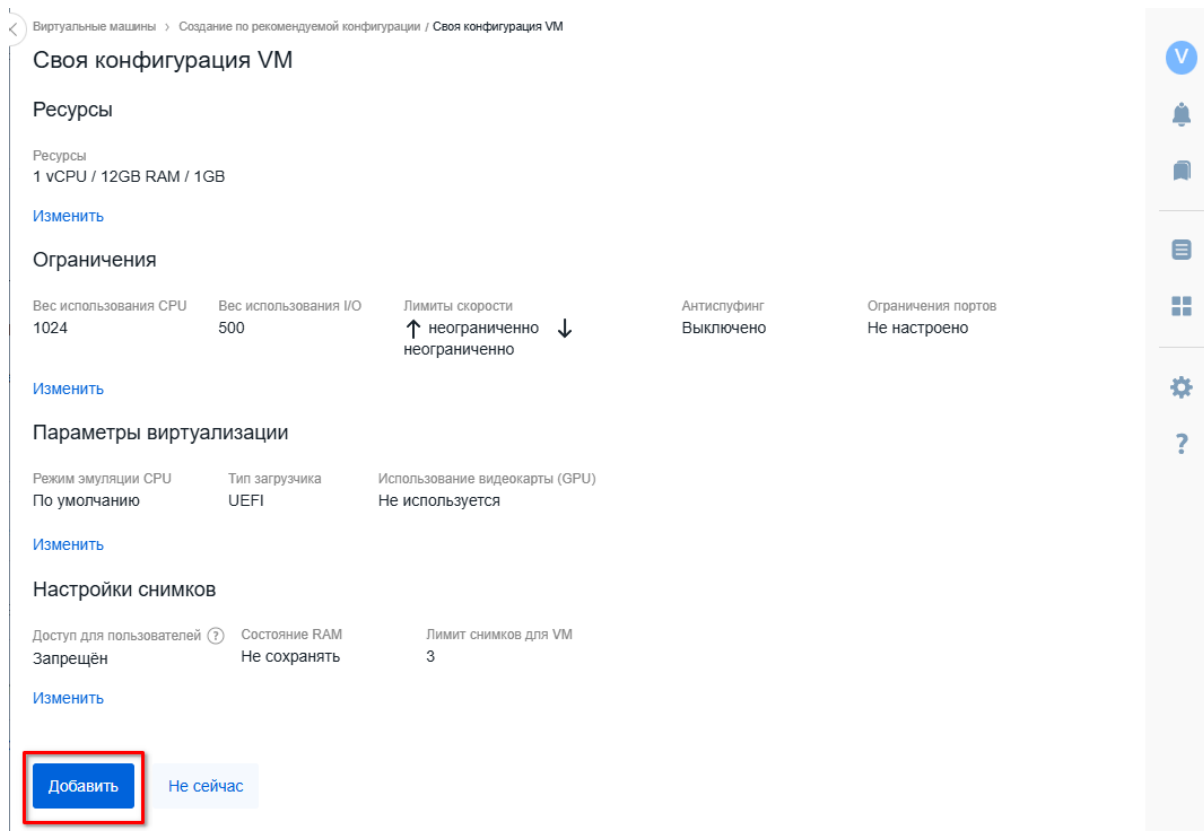 Виртуальные машины > Создание по рекомендуемой конфигурации / Своя конфигурация VM
V
Своя конфигурация VM
Ресурсы
Ресурсы
1 vCPU / 12GB RAM / 1GB
Изменить
Ограничения
Вес использования CPU Вес использования I/O Лимиты скорости Антиспуфинг Ограничения портов
1024 500 ↑ неограниченно ↓ Выключено Не настроено
неограниченно
Изменить
Параметры виртуализации
Режим эмуляции CPU Тип загрузчика Использование видеокарты (GPU)
По умолчанию UEFI Не используется
Изменить
Настройки снимков
Доступ для пользователей ? Состояние RAM Лимит снимков для VM
Запрещён Не сохранять 3
Изменить
Добавить Не сейчас
?